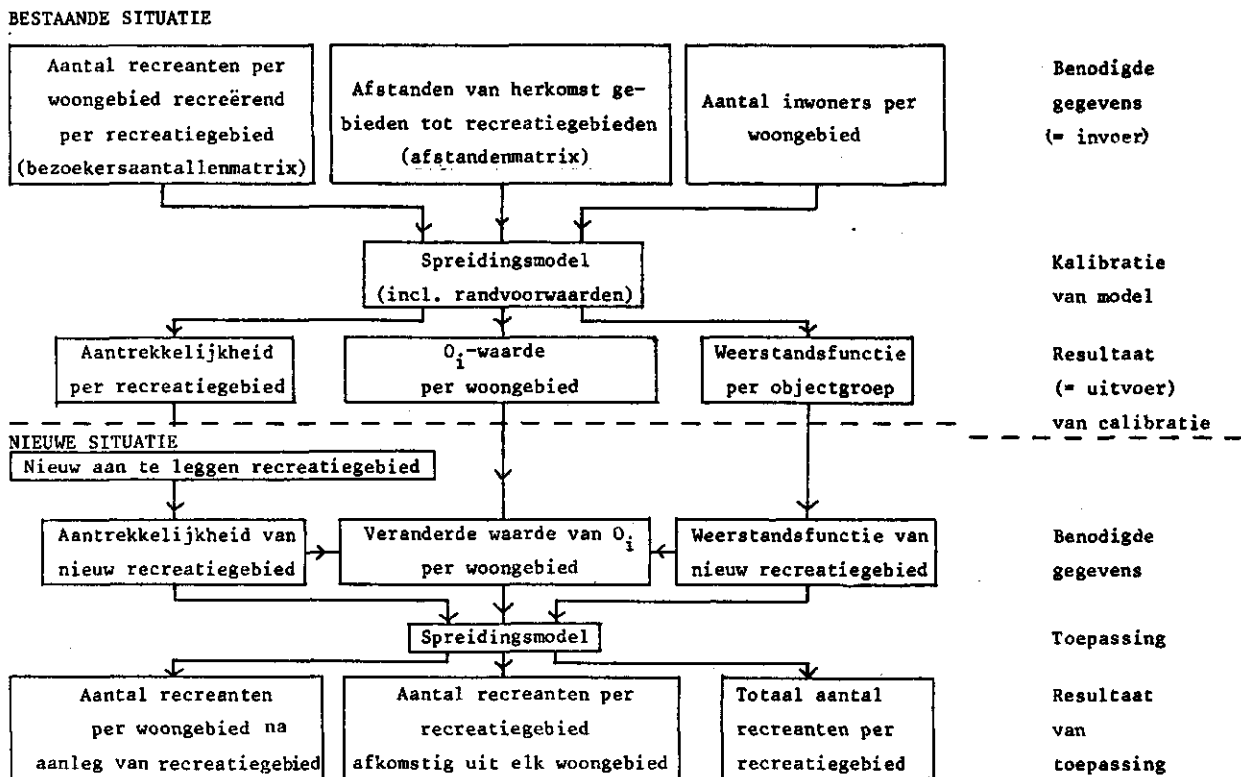 BESTAANDE SITUATIE
Aantal recreanten per
woongebied recreërend
per recreatiegebied
(bezoekersaantallenmatrix)
Afstanden van herkomst ge-
bieden tot recreatiegebieden
(afstandenmatrix)
Aantal inwoners per
woongebied
Benodigde
gegevens
(= invoer)
Spreidingsmodel
(incl. randvoorwaarden)
Kalibratie
van model
Aantrekkelijkheid
per recreatiegebied
O_i-waarde
per woongebied
Weerstandsfunctie
per objectgroep
Resultaat
(= uitvoer)
van calibratie
NIEUWE SITUATIE
Nieuw aan te leggen recreatiegebied
Aantrekkelijkheid van
nieuw recreatiegebied
Veranderde waarde van O_i
per woongebied
Weerstandsfunctie van
nieuw recreatiegebied
Benodigde
gegevens
Spreidingsmodel
Toepassing
Aantal recreanten
per woongebied na
aanleg van recreatiegebied
Aantal recreanten per
recreatiegebied
afkomstig uit elk woongebied
Totaal aantal
recreanten per
recreatiegebied
Resultaat
van
toepassing